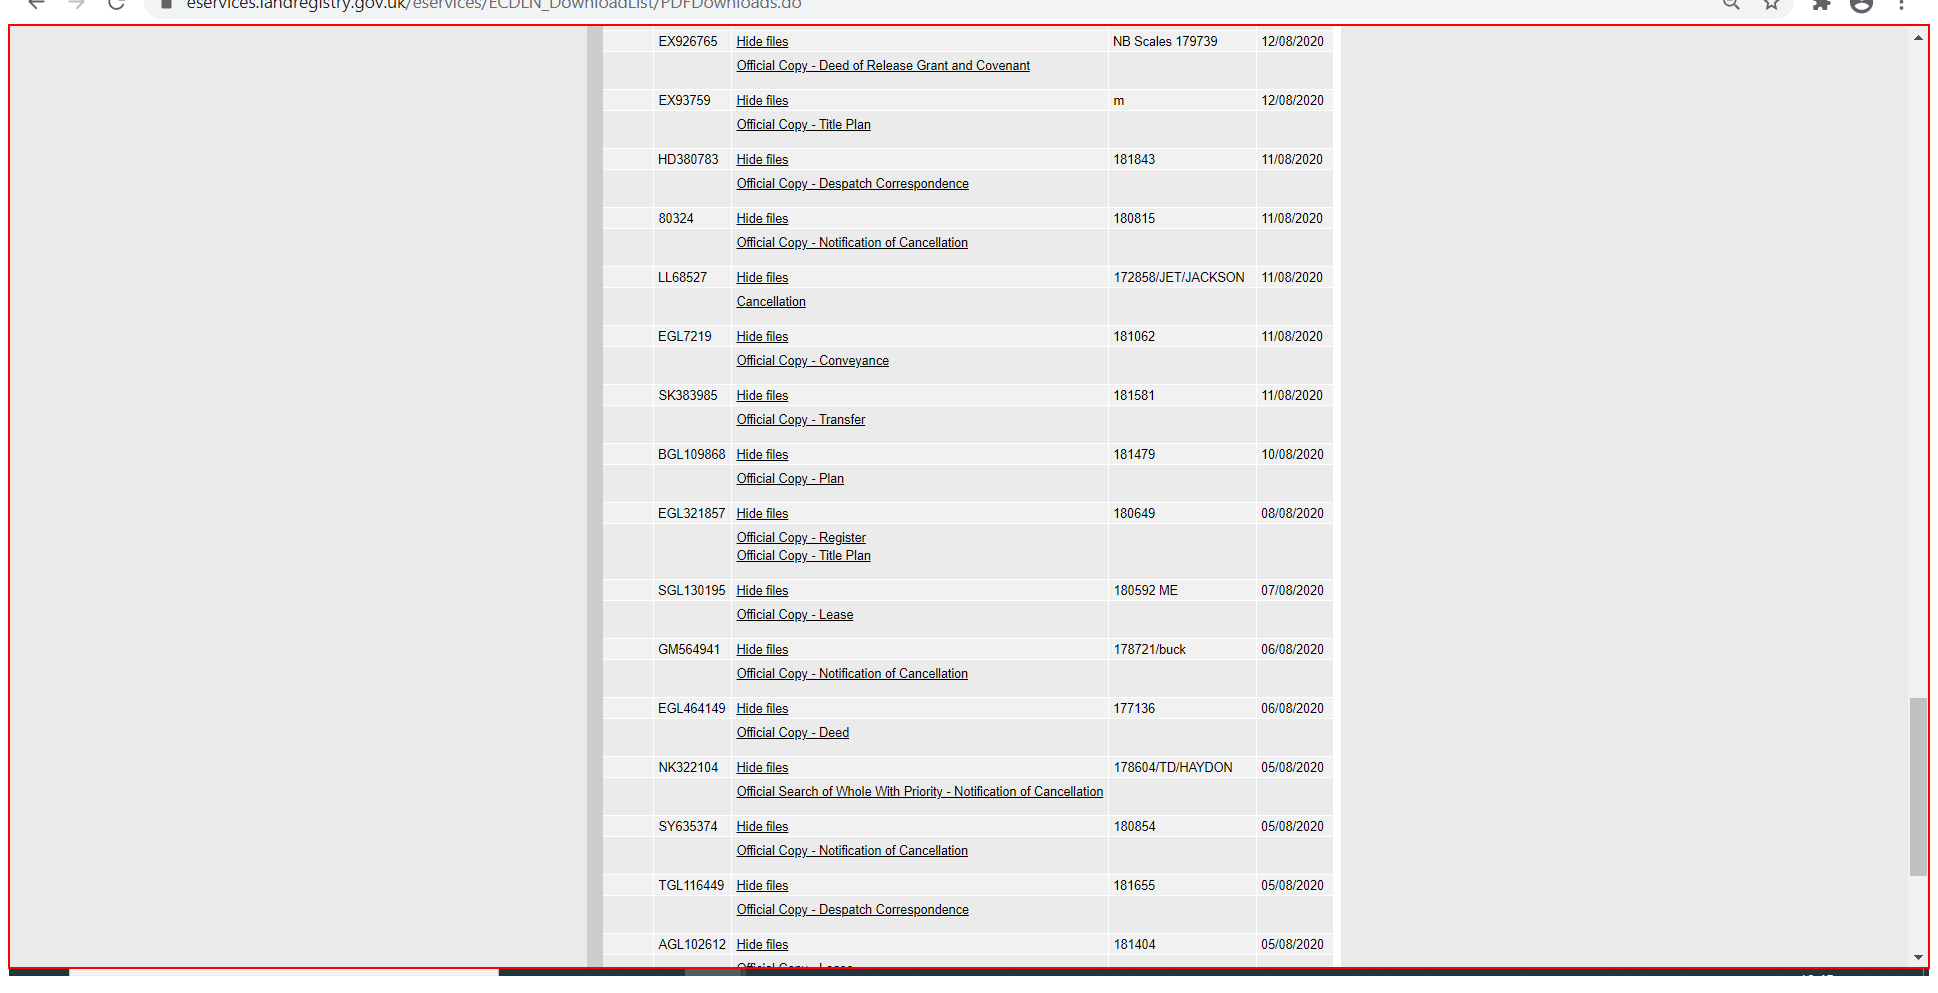 eservices.landregistry.gov.uk/eservices/ECDLN_DownloadList/PDFDownloads.do
EX926765 Hide files NB Scales 179739 12/08/2020
Official Copy - Deed of Release Grant and Covenant
EX93759 Hide files m 12/08/2020
Official Copy - Title Plan
HD380783 Hide files 181843 11/08/2020
Official Copy - Despatch Correspondence
80324 Hide files 180815 11/08/2020
Official Copy - Notification of Cancellation
LL68527 Hide files 172858/JET/JACKSON 11/08/2020
Cancellation
EGL7219 Hide files 181062 11/08/2020
Official Copy - Conveyance
SK383985 Hide files 181581 11/08/2020
Official Copy - Transfer
BGL109868 Hide files 181479 10/08/2020
Official Copy - Plan
EGL321857 Hide files 180649 08/08/2020
Official Copy - Register
Official Copy - Title Plan
SGL130195 Hide files 180592 ME 07/08/2020
Official Copy - Lease
GM564941 Hide files 178721/buck 06/08/2020
Official Copy - Notification of Cancellation
EGL464149 Hide files 177136 06/08/2020
Official Copy - Deed
NK322104 Hide files 178604/TD/HAYDON 05/08/2020
Official Search of Whole With Priority - Notification of Cancellation
SY635374 Hide files 180854 05/08/2020
Official Copy - Notification of Cancellation
TGL116449 Hide files 181655 05/08/2020
Official Copy - Despatch Correspondence
AGL102612 Hide files 181404 05/08/2020
Official Copy - Lease